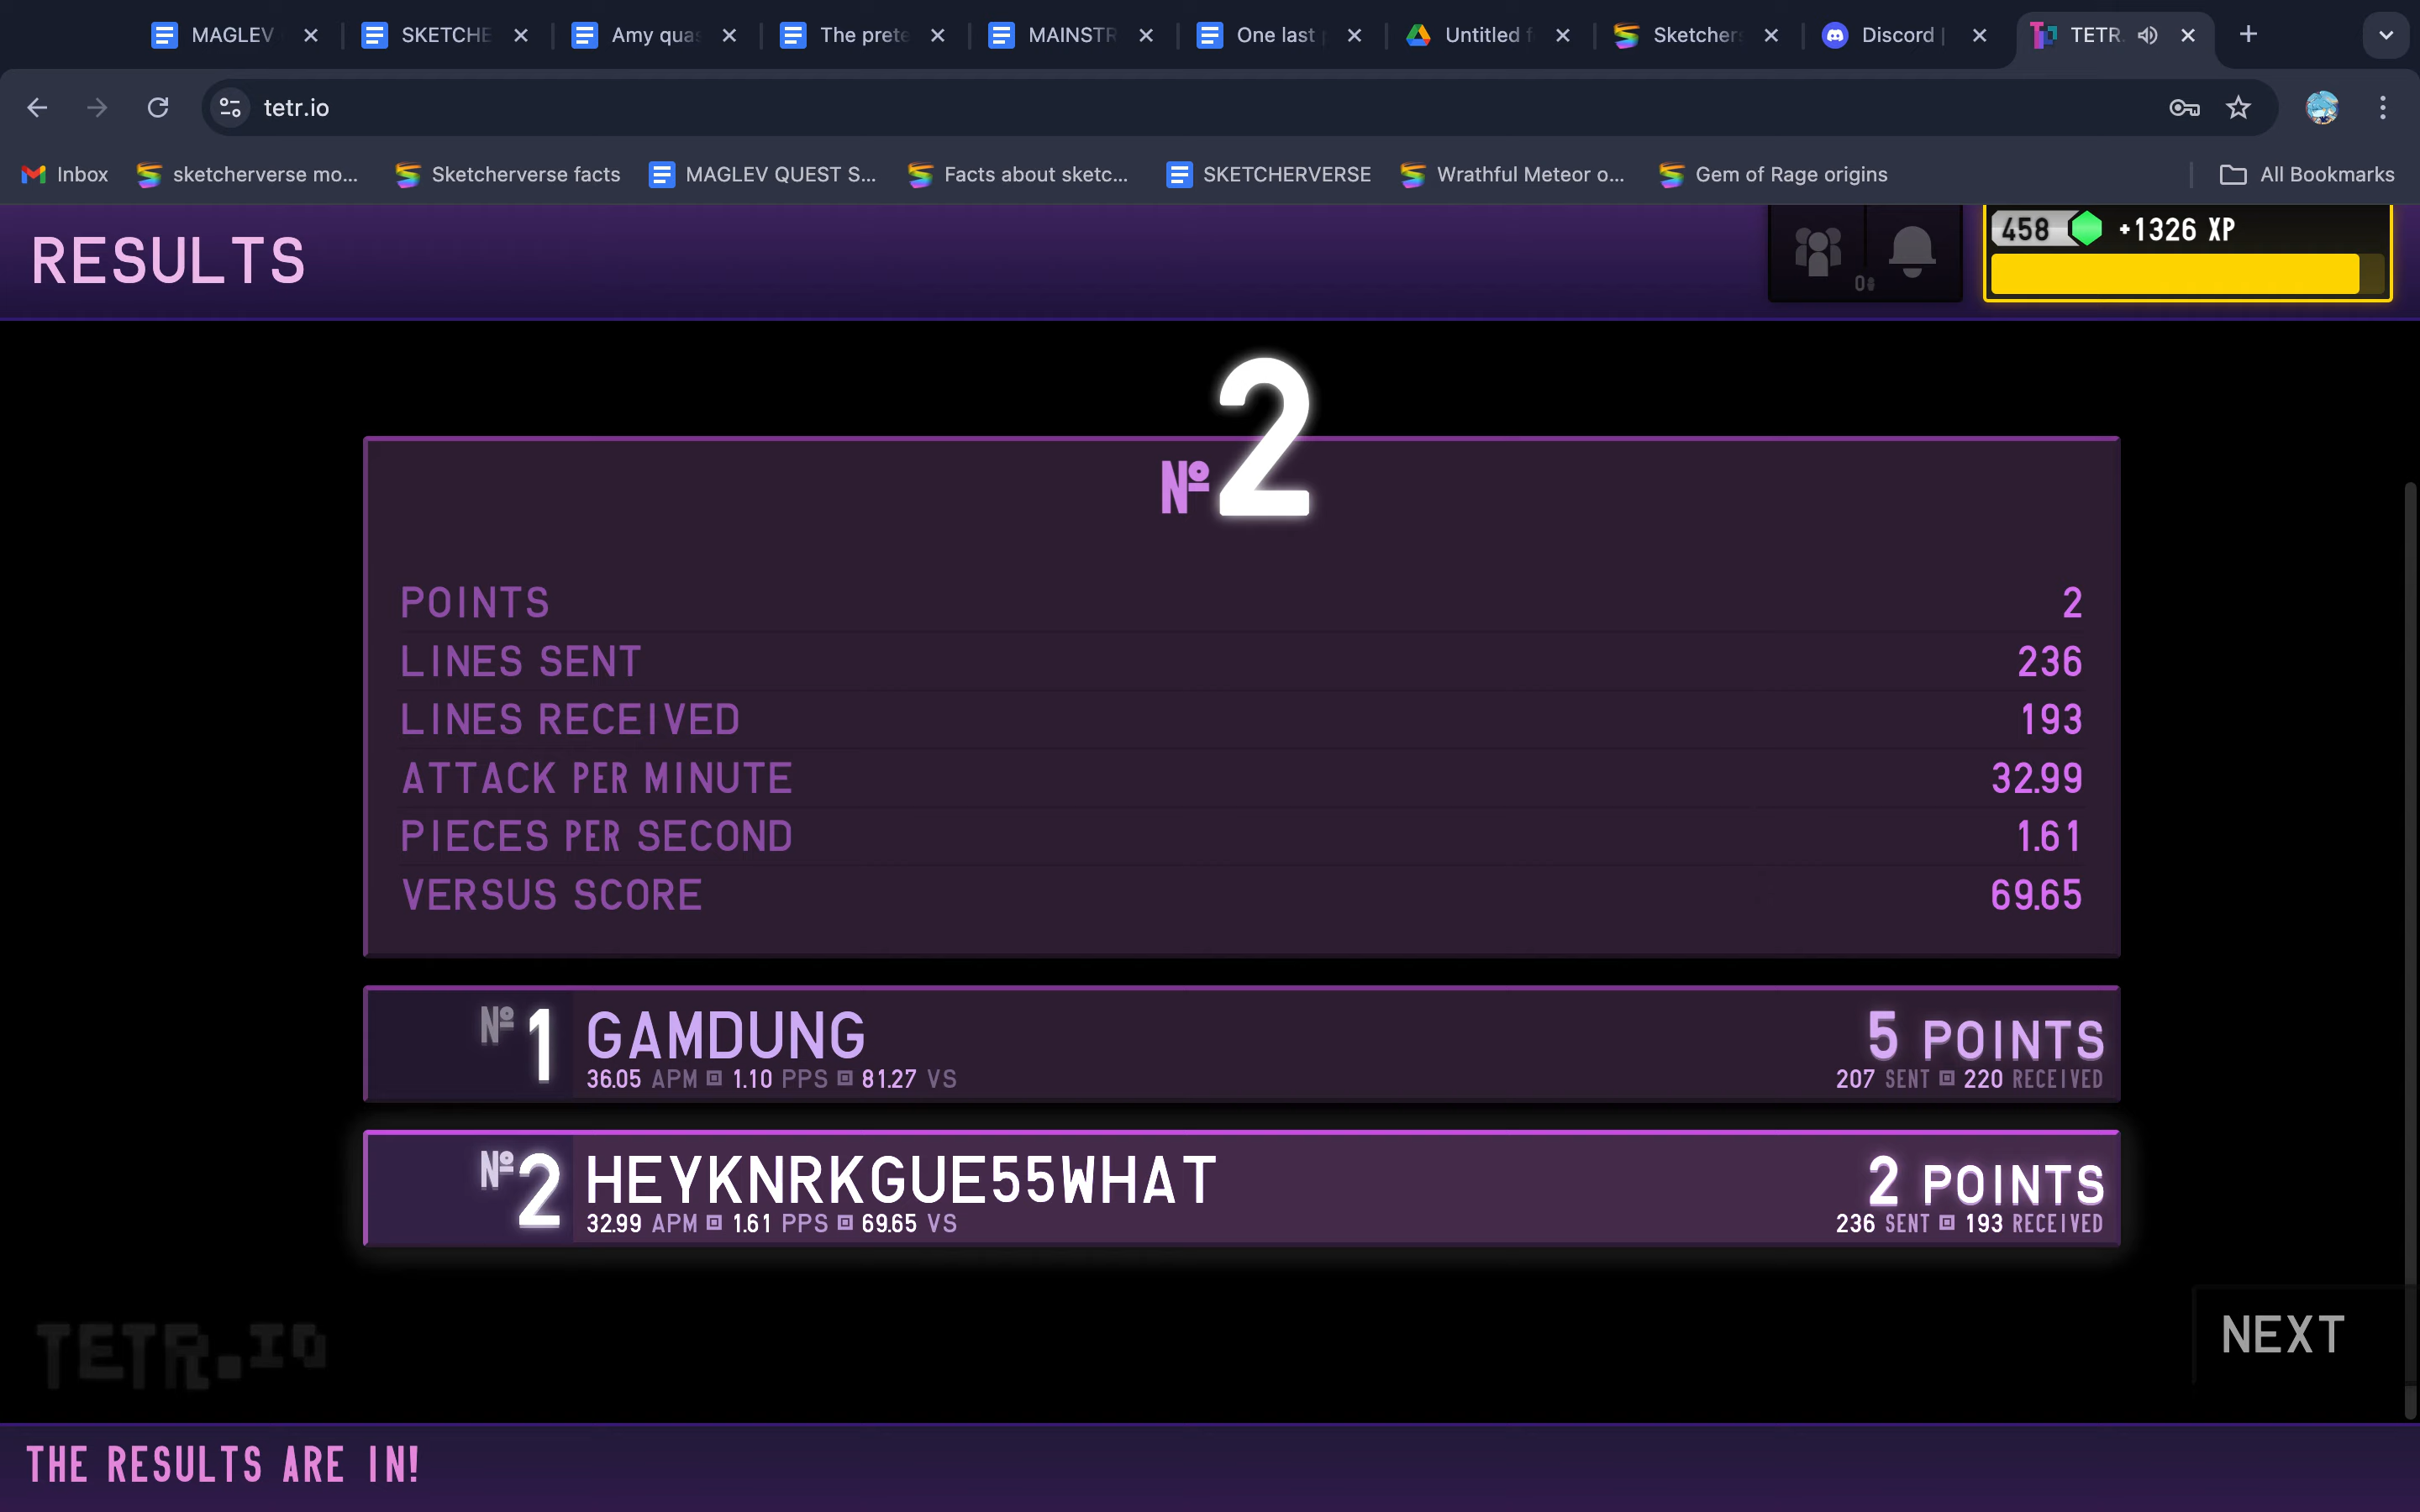 MAGLEV SKETCHE Amy quas The prete MAINSTR One last Untitled f Sketcher Discord | TETR.
tetr.io
Inbox sketcherverse mo... Sketcherverse facts MAGLEV QUEST S... Facts about sketc... SKETCHERVERSE Wrathful Meteor o... Gem of Rage origins All Bookmarks
RESULTS
458 +1326 XP
№2
POINTS 2
LINES SENT 236
LINES RECEIVED 193
ATTACK PER MINUTE 32.99
PIECES PER SECOND 1.61
VERSUS SCORE 69.65
№1 GAMDUNG 5 POINTS
36.05 APM 1.10 PPS 81.27 VS 207 SENT 220 RECEIVED
№2 HEYKNRKGUE55WHAT 2 POINTS
32.99 APM 1.61 PPS 69.65 VS 236 SENT 193 RECEIVED
TETR.IO
NEXT
THE RESULTS ARE IN!